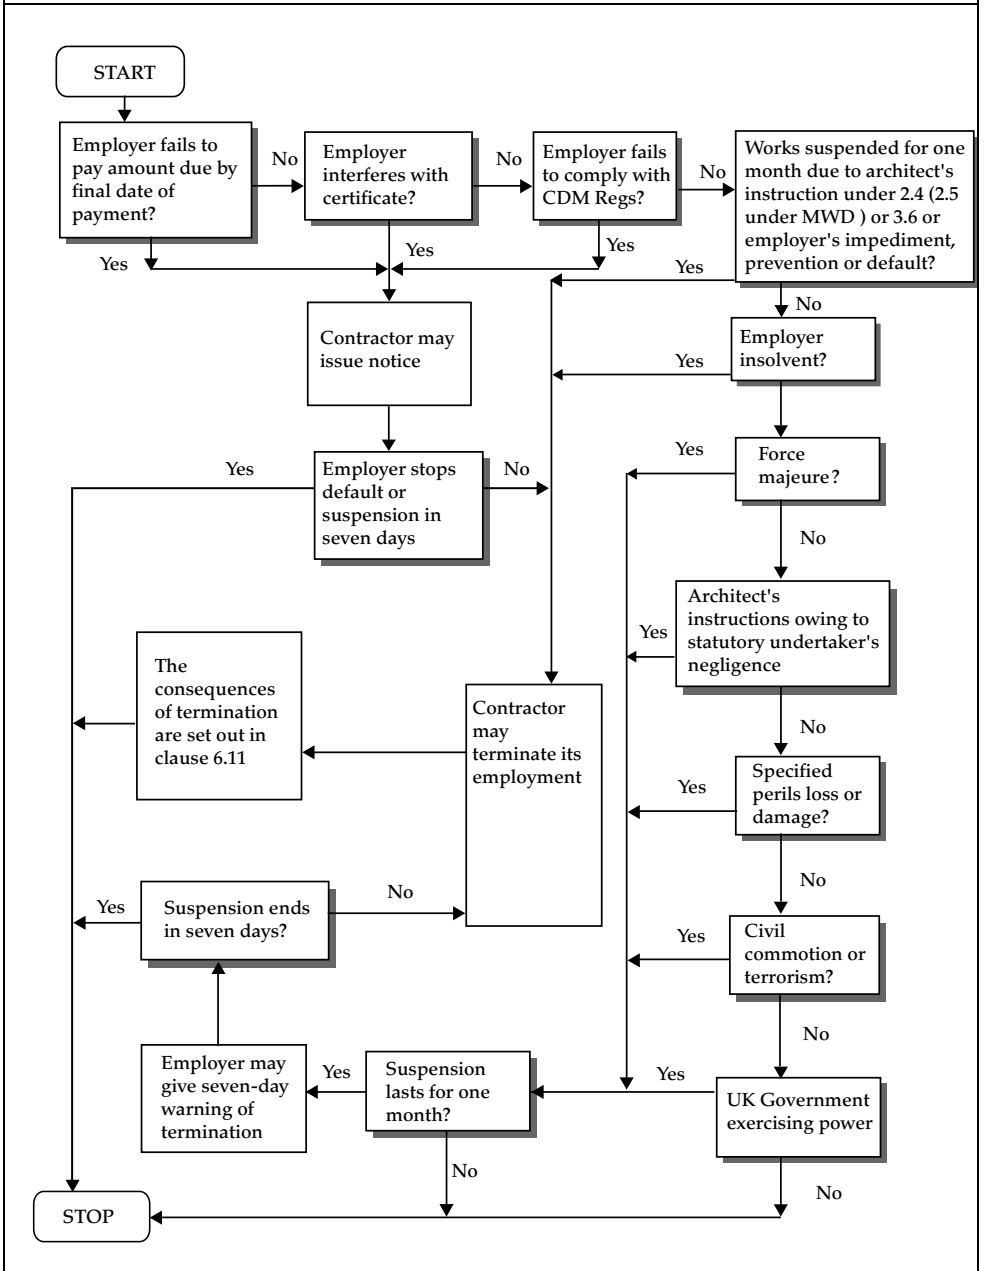 START
Employer fails to
pay amount due by
final date of
payment?
No
Employer
interferes with
certificate?
No
Employer fails
to comply with
CDM Regs?
No
Works suspended for one
month due to architect's
instruction under 2.4 (2.5
under MWD ) or 3.6 or
employer's impediment,
prevention or default?
Yes
Yes
Yes
Yes
No
Contractor may
issue notice
Employer
insolvent?
Yes
Employer stops
default or
suspension in
seven days
Yes
No
Force
majeure?
Yes
No
Architect's
instructions owing to
statutory undertaker's
negligence
Yes
No
The
consequences
of termination
are set out in
clause 6.11
Contractor
may
terminate its
employment
Specified
perils loss or
damage?
Yes
No
Suspension ends
in seven days?
Yes
No
Civil
commotion or
terrorism?
Yes
No
Employer may
give seven-day
warning of
termination
Yes
Suspension
lasts for one
month?
Yes
UK Government
exercising power
No
No
STOP